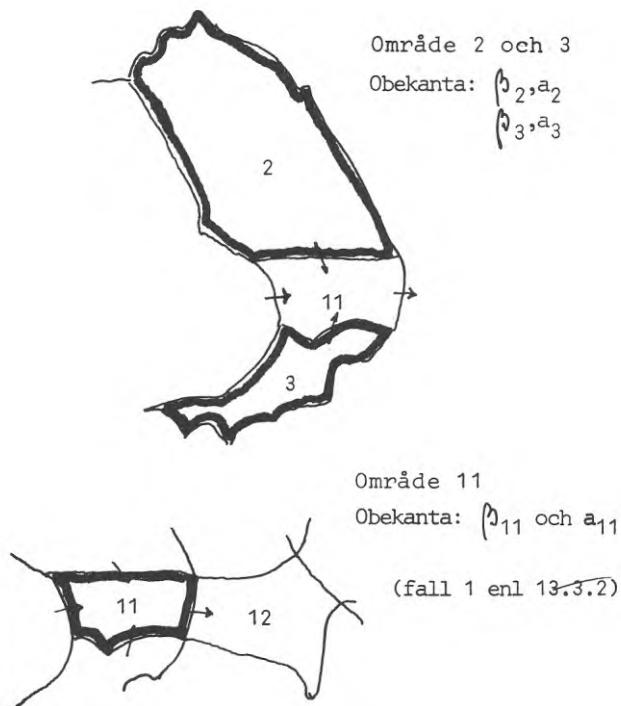 Område 2 och 3
Obekanta: β2,a2
β3,a3
2
11
3
Område 11
Obekanta: β11 och a11
(fall 1 enl 13.3.2)
11
12